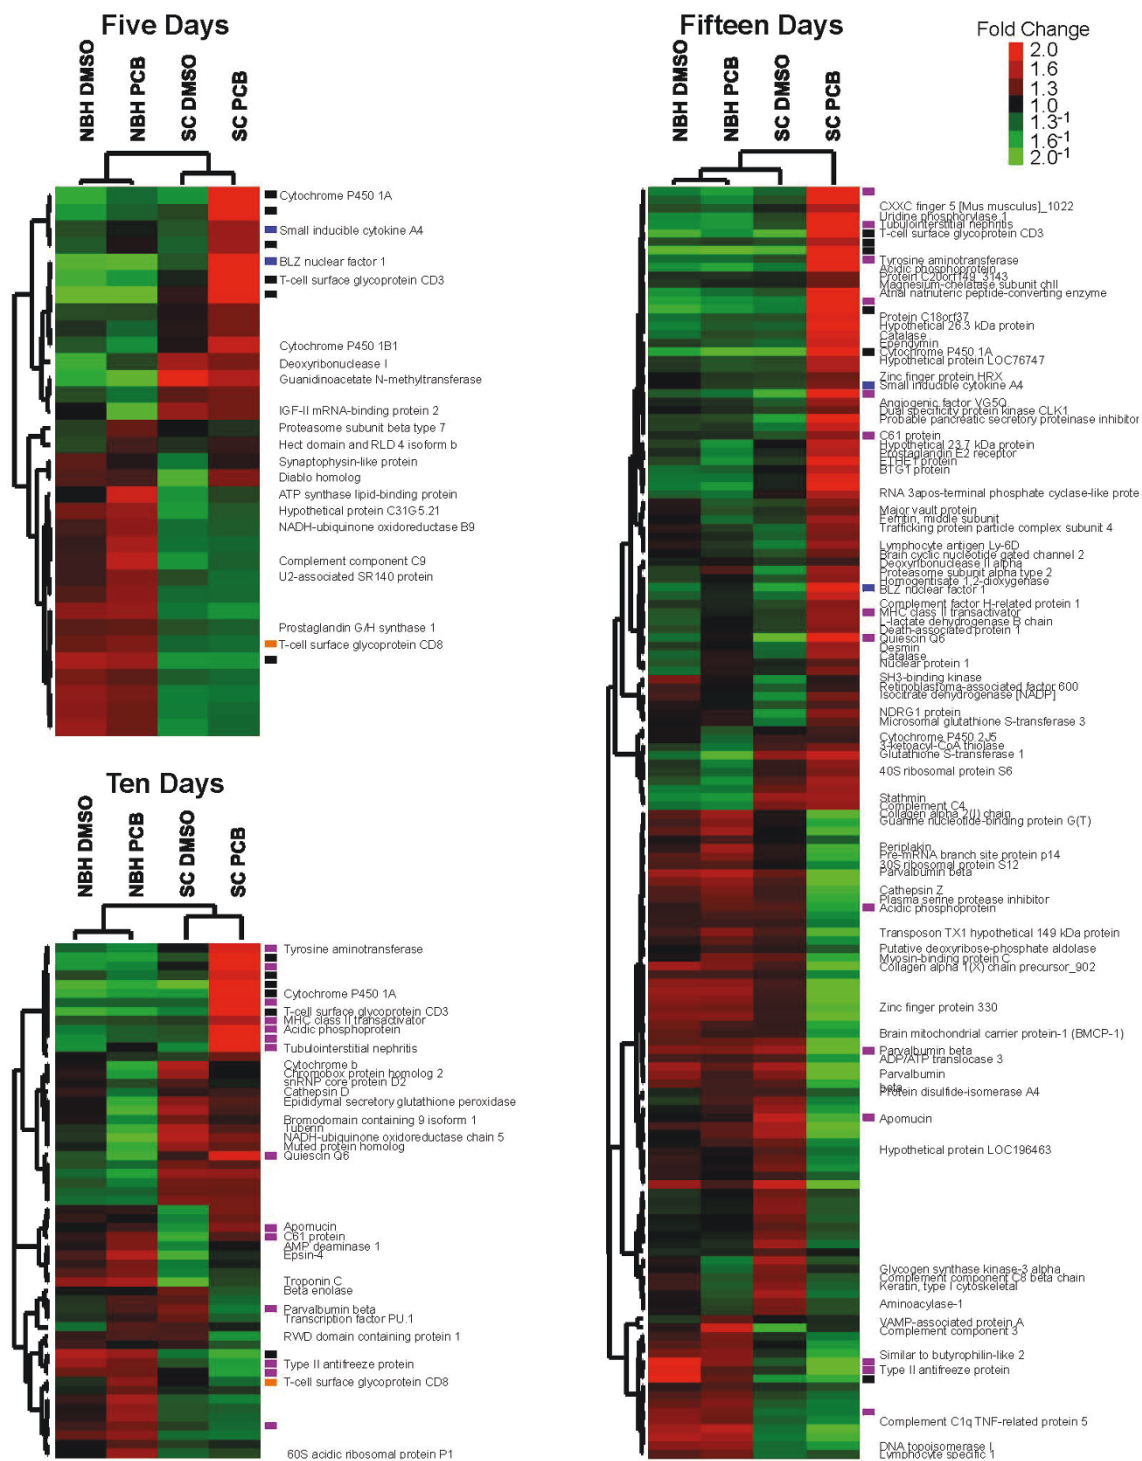 Five Days
NBH DMSO
NBH PCB
SC DMSO
SC PCB
Cytochrome P450 1A
Small inducible cytokine A4
BLZ nuclear factor 1
T-cell surface glycoprotein CD3
Cytochrome P450 1B1
Deoxyribonuclease I
Guanidinoacetate N-methyltransferase
IGF-II mRNA-binding protein 2
Proteasome subunit beta type 7
Hect domain and RLD 4 isoform b
Synaptophysin-like protein
Diablo homolog
ATP synthase lipid-binding protein
Hypothetical protein C31G5.21
NADH-ubiquinone oxidoreductase B9
Complement component C9
U2-associated SR140 protein
Prostaglandin G/H synthase 1
T-cell surface glycoprotein CD8
Ten Days
NBH DMSO
NBH PCB
SC DMSO
SC PCB
Tyrosine aminotransferase
Cytochrome P450 1A
T-cell surface glycoprotein CD3
MHC class II transactivator
Acidic phosphoprotein
Tubulointerstitial nephritis
Cytochrome b
Chromobox protein homolog 2
snRNP core protein D2
Cathepsin D
Epididymal secretory glutathione peroxidase
Bromodomain containing 9 isoform 1
Tuberin
NADH-ubiquinone oxidoreductase chain 5
Muted protein homolog
Quiescin Q6
Apomucin
C61 protein
AMP deaminase 1
Epsin-4
Troponin C
Beta enolase
Parvalbumin beta
Transcription factor PU.1
RWD domain containing protein 1
Type II antifreeze protein
T-cell surface glycoprotein CD8
60S acidic ribosomal protein P1
Fifteen Days
NBH DMSO
NBH PCB
SC DMSO
SC PCB
Fold Change
2.0
1.6
1.3
1.0
1.3-1
1.6-1
2.0-1
CXXC finger 5 [Mus musculus]_1022
Uridine phosphorylase 1
Tubulointerstitial nephritis
T-cell surface glycoprotein CD3
Tyrosine aminotransferase
Acidic phosphoprotein
Protein C20orf149_3143
Magnesium-chelatase subunit chlI
Atrial natriuteric peptide-converting enzyme
Protein C18orf37
Hypothetical 26.3 kDa protein
Catalase
Ependymin
Cytochrome P450 1A
Hypothetical protein LOC76747
Zinc finger protein HRX
Small inducible cytokine A4
Angiogenic factor VG5Q
Dual specificity protein kinase CLK1
Probable pancreatic secretory proteinase inhibitor
C61 protein
Hypothetical 23.7 kDa protein
Prostaglandin E2 receptor
ETHE1 protein
BTG1 protein
RNA 3apos-terminal phosphate cyclase-like prote
Major vault protein
Ferritin, middle subunit
Trafficking protein particle complex subunit 4
Lymphocyte antigen Ly-6D
Brain cyclic nucleotide gated channel 2
Deoxyribonuclease II alpha
Proteasome subunit alpha type 2
Homogentisate 1,2-dioxygenase
BLZ nuclear factor 1
Complement factor H-related protein 1
MHC class II transactivator
L-lactate dehydrogenase B chain
Death-associated protein 1
Quiescin Q6
Desmin
Catalase
Nuclear protein 1
SH3-binding kinase
Retinoblastoma-associated factor 600
Isocitrate dehydrogenase [NADP]
NDRG1 protein
Microsomal glutathione S-transferase 3
Cytochrome P450 2J5
3-ketoacyl-CoA thiolase
Glutathione S-transferase 1
40S ribosomal protein S6
Stathmin
Complement C4
Collagen alpha 2(I) chain
Guanine nucleotide-binding protein G(T)
Periplakin
Pre-mRNA branch site protein p14
30S ribosomal protein S12
Parvalbumin beta
Cathepsin Z
Plasma serine protease inhibitor
Acidic phosphoprotein
Transposon TX1 hypothetical 149 kDa protein
Putative deoxyribose-phosphate aldolase
Myosin-binding protein C
Collagen alpha 1(X) chain precursor_902
Zinc finger protein 330
Brain mitochondrial carrier protein-1 (BMCP-1)
Parvalbumin beta
ADP/ATP translocase 3
Parvalbumin
beta
Protein disulfide-isomerase A4
Apomucin
Hypothetical protein LOC196463
Glycogen synthase kinase-3 alpha
Complement component C8 beta chain
Keratin, type I cytoskeletal
Aminoacylase-1
VAMP-associated protein A
Complement component 3
Similar to butyrophilin-like 2
Type II antifreeze protein
Complement C1q TNF-related protein 5
DNA topoisomerase I
Lymphocyte specific 1